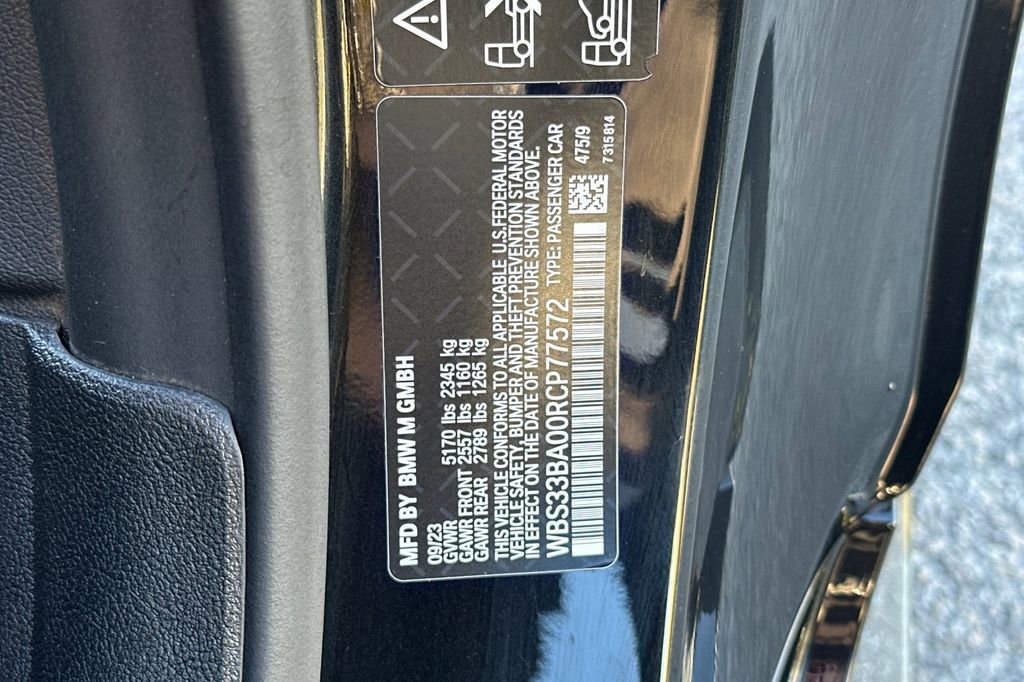 MFD BY BMW M GMBH
09/23
GVWR 5170 lbs 2345 kg
GAWR FRONT 2557 lbs 1160 kg
GAWR REAR 2789 lbs 1265 kg
THIS VEHICLE CONFORMS TO ALL APPLICABLE U.S. FEDERAL MOTOR
VEHICLE SAFETY, BUMPER AND THEFT PREVENTION STANDARDS
IN EFFECT ON THE DATE OF MANUFACTURE SHOWN ABOVE.
WBS33BA00RCP77572 TYPE: PASSENGER CAR
475/9
7315814